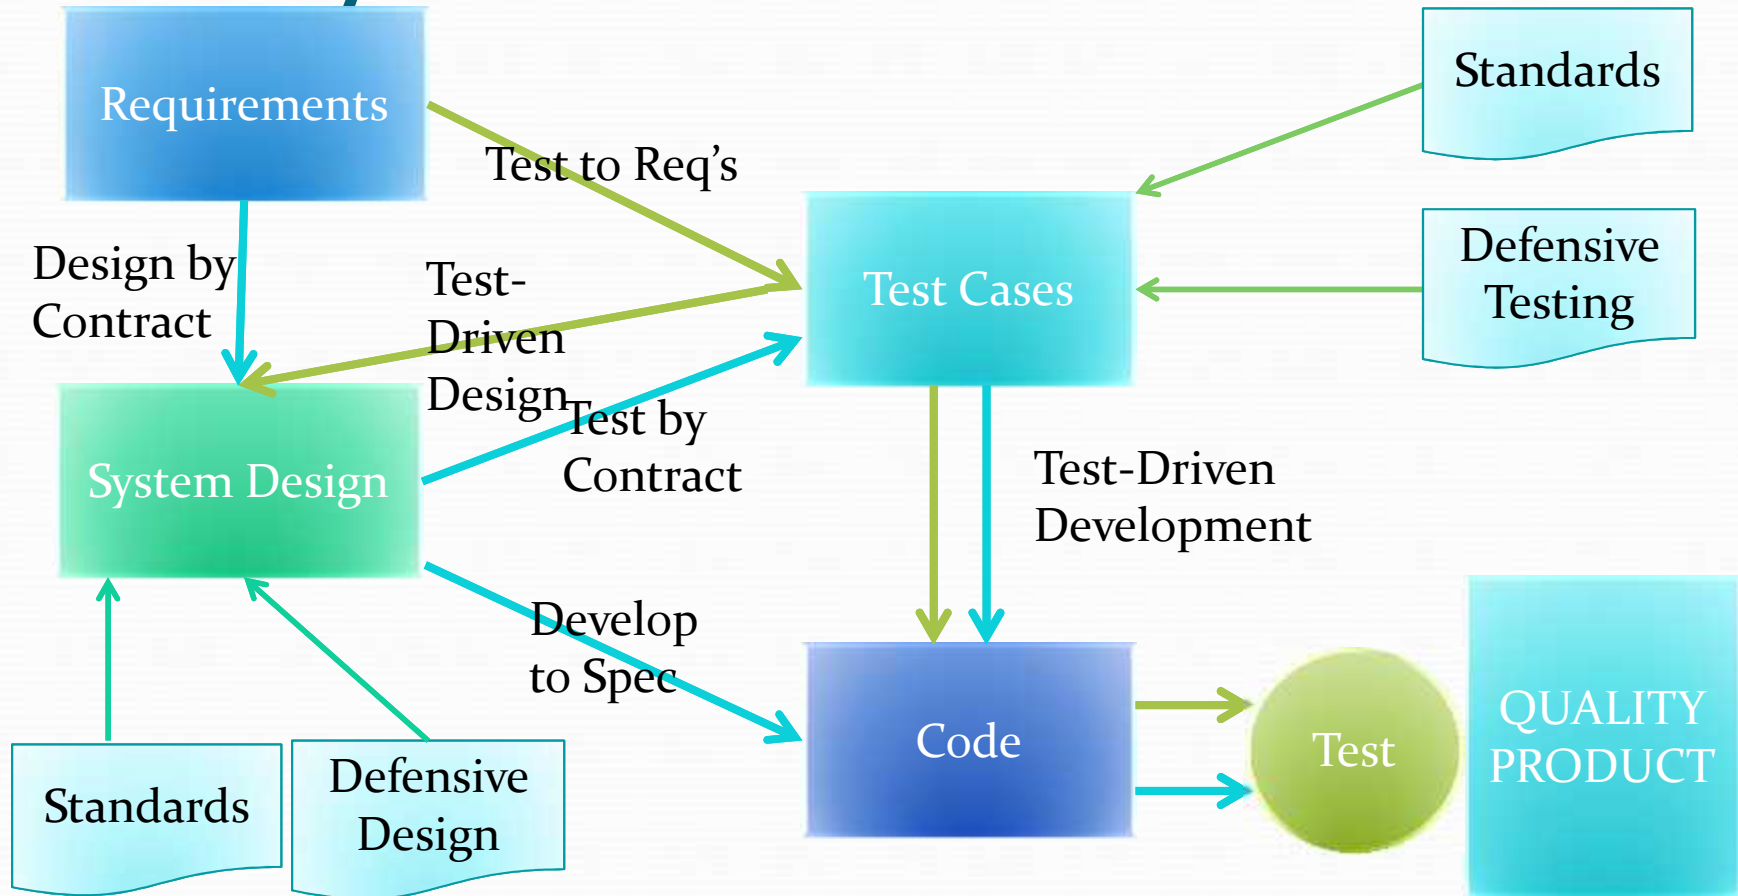 Requirements
Standards
Test to Req's
Defensive
Testing
Test Cases
Design by
Contract
Test-
Driven
Design
Test by
Contract
System Design
Test-Driven
Development
Develop
to Spec
Code
Test
QUALITY
PRODUCT
Standards
Defensive
Design